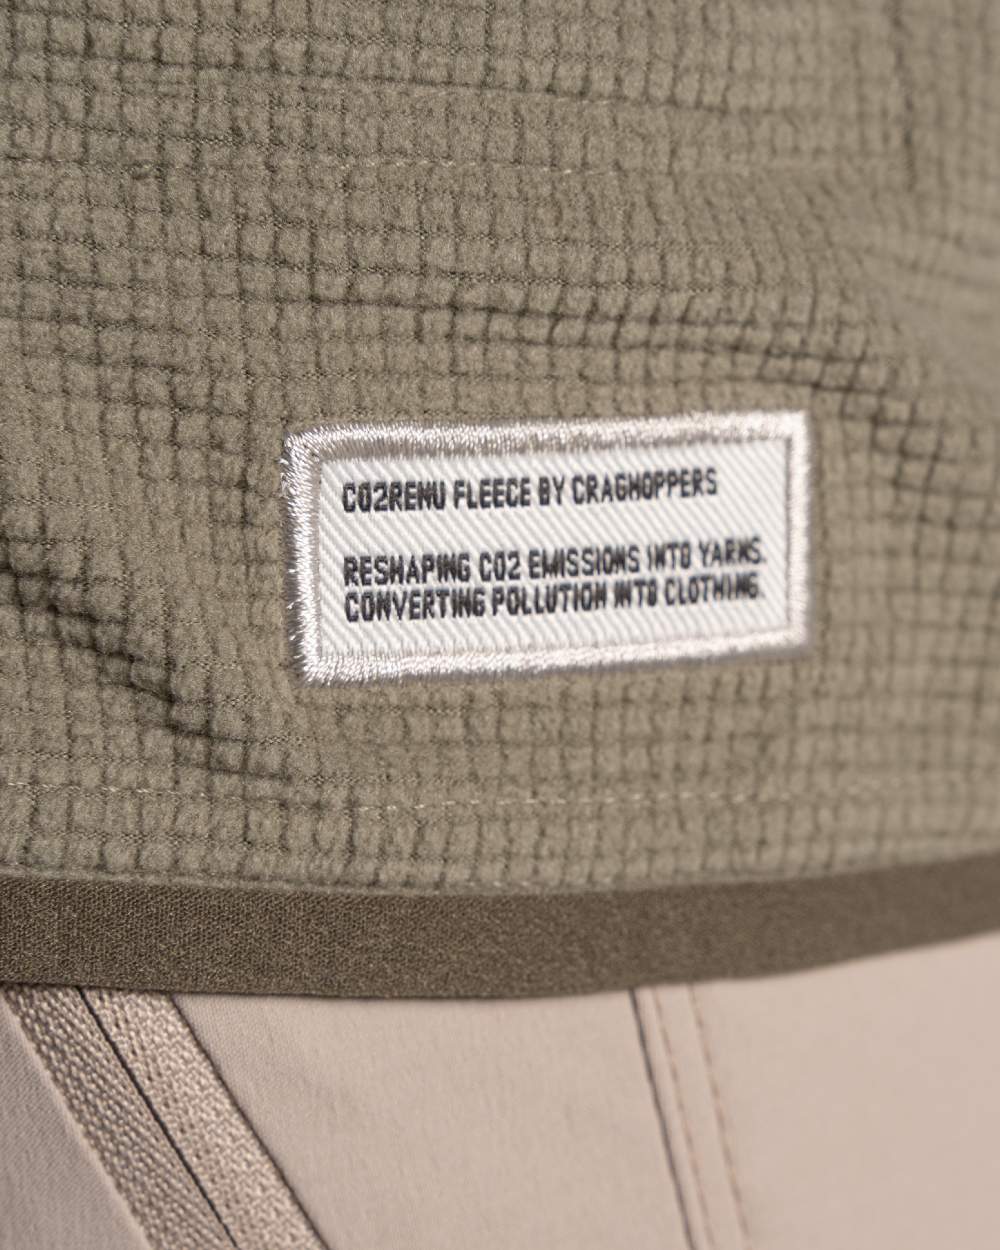 CO2RENU FLEECE BY CRAGHOPPERS
RESHAPING CO2 EMISSIONS INTO YARNS.
CONVERTING POLLUTION INTO CLOTHING.